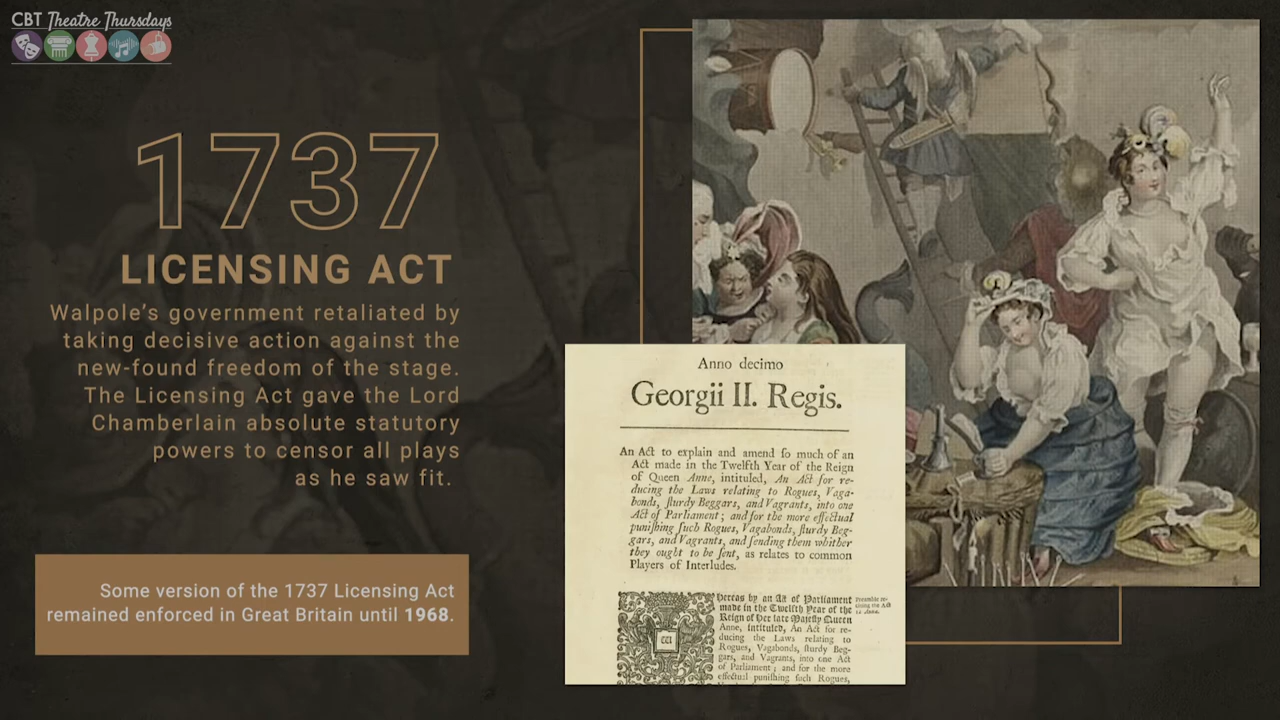 CBT Theatre Thursdays
1737
LICENSING ACT
Walpole's government retaliated by
taking decisive action against the
new-found freedom of the stage.
The Licensing Act gave the Lord
Chamberlain absolute statutory
powers to censor all plays
as he saw fit.
Some version of the 1737 Licensing Act
remained enforced in Great Britain until 1968.
Anno decimo
Georgii II. Regis.
An Act to explain and amend ſo much of an
Act made in the Twelfth Year of the Reign
of Queen Anne, intituled, An Act for re-
ducing the Laws relating to Rogues, Vaga-
bonds, ſturdy Beggars, and Vagrants, into one
Act of Parliament; and for the more effectual
puniſhing ſuch Rogues, Vagabonds, ſturdy Beg-
gars, and Vagrants, and ſending them whither
they ought to be ſent, as relates to common
Players of Interludes.
hereas by an Act of Parliament
made in the Twelfth Year of the
Reign of Her late Majeſty Queen
Anne, intituled, An Act for re-
ducing the Laws relating to
Rogues, Vagabonds, ſturdy Beg-
gars, and Vagrants, into one Act
of Parliament; and for the more
effectual puniſhing ſuch Rogues,